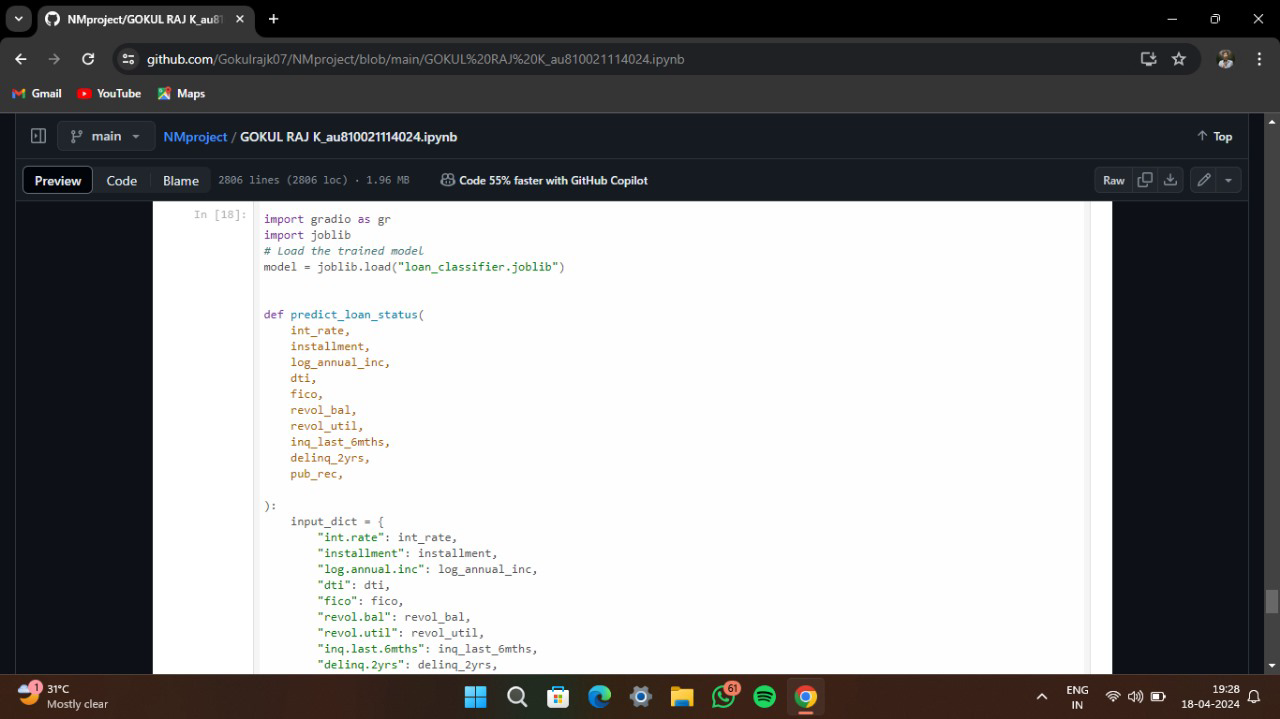 NMproject/GOKUL RAJ K_au81
github.com/Gokulrajk07/NMproject/blob/main/GOKUL%20RAJ%20K_au810021114024.ipynb
Gmail YouTube Maps
main NMproject / GOKUL RAJ K_au810021114024.ipynb Top
Preview Code Blame 2806 lines (2806 loc) · 1.96 MB Code 55% faster with GitHub Copilot Raw
In [18]:
import gradio as gr
import joblib
# Load the trained model
model = joblib.load("loan_classifier.joblib")
def predict_loan_status(
int_rate,
installment,
log_annual_inc,
dti,
fico,
revol_bal,
revol_util,
inq_last_6mths,
delinq_2yrs,
pub_rec,
):
input_dict = {
"int.rate": int_rate,
"installment": installment,
"log.annual.inc": log_annual_inc,
"dti": dti,
"fico": fico,
"revol.bal": revol_bal,
"revol.util": revol_util,
"inq.last.6mths": inq_last_6mths,
"delinq.2yrs": delinq_2yrs,
1 31°C
Mostly clear
61
ENG
IN
19:28
18-04-2024